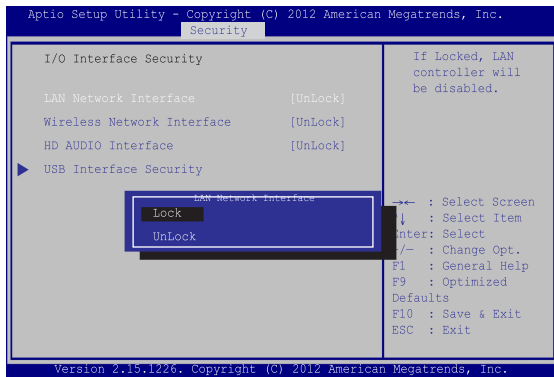 Aptio Setup Utility - Copyright (C) 2012 American Megatrends, Inc.
Security
I/O Interface Security
LAN Network Interface [UnLock]
Wireless Network Interface [UnLock]
HD AUDIO Interface [UnLock]
USB Interface Security
If Locked, LAN
controller will
be disabled.
LAN Network Interface
Lock
UnLock
→← : Select Screen
↓ : Select Item
Enter: Select
/— : Change Opt.
F1 : General Help
F9 : Optimized
Defaults
F10 : Save & Exit
ESC : Exit
Version 2.15.1226. Copyright (C) 2012 American Megatrends, Inc.